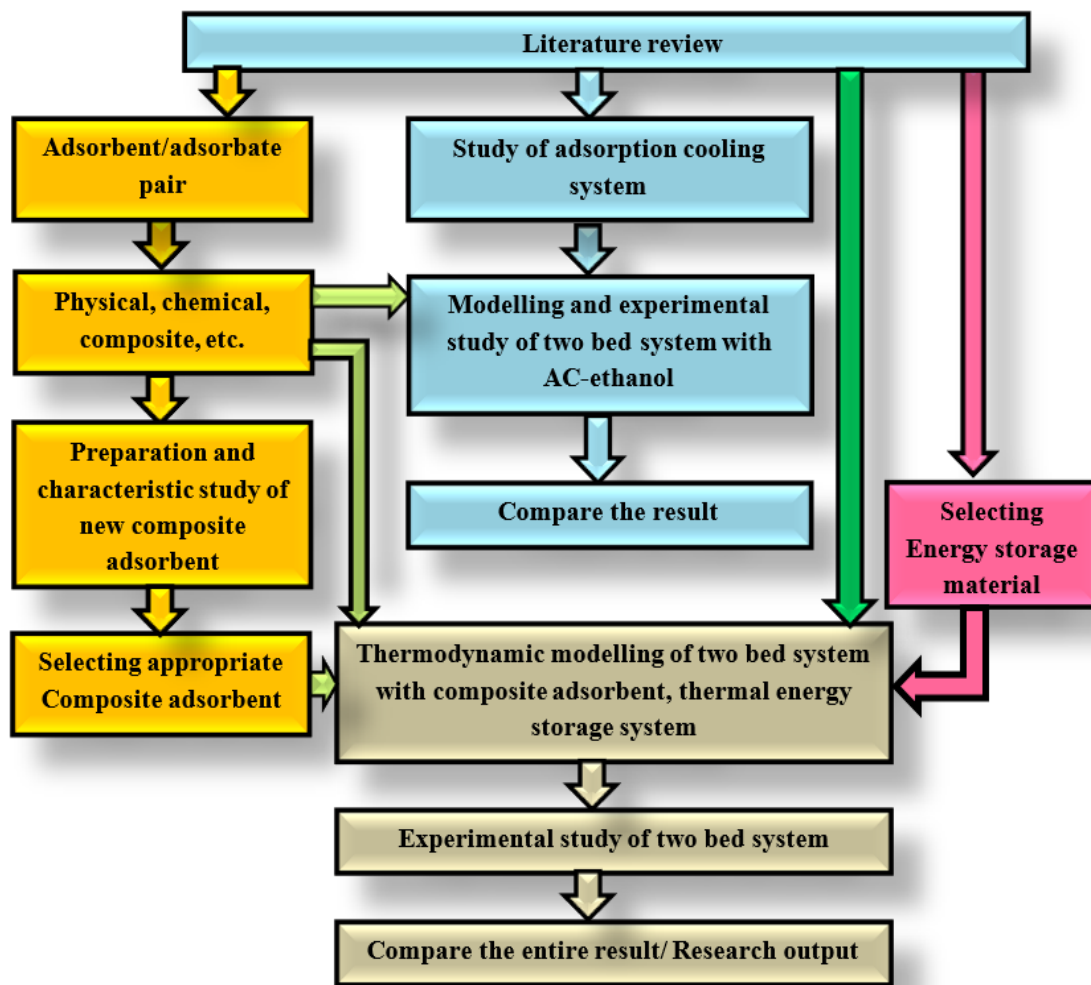 Literature review
Adsorbent/adsorbate
pair
Study of adsorption cooling
system
Physical, chemical,
composite, etc.
Modelling and experimental
study of two bed system with
AC-ethanol
Preparation and
characteristic study of
new composite
adsorbent
Compare the result
Selecting
Energy storage
material
Selecting appropriate
Composite adsorbent
Thermodynamic modelling of two bed system
with composite adsorbent, thermal energy
storage system
Experimental study of two bed system
Compare the entire result/ Research output